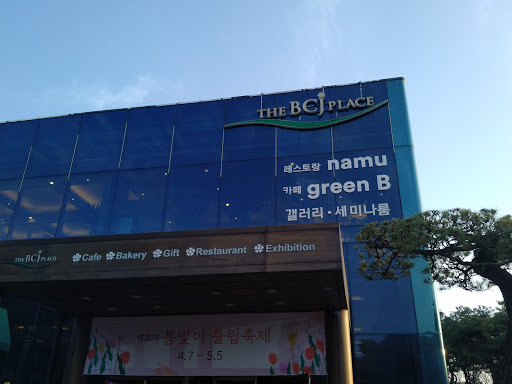 THE BCJ PLACE
레스토랑 namu
카페 green B
갤러리 · 세미나룸
THE BCJ PLACE
Cafe Bakery Gift Restaurant Exhibition
봄맞이 튤립축제
4.7 - 5.5